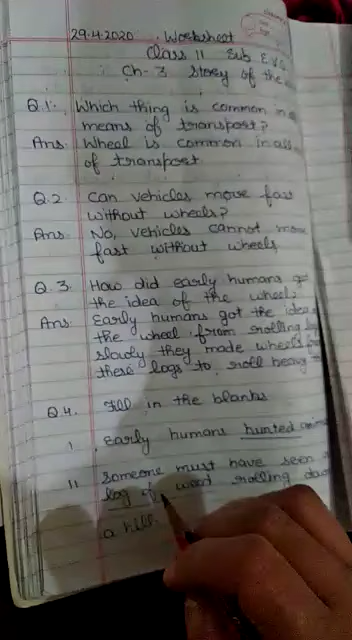 29.4.2020 Worksheet
Class II Sub E.V.S
Ch-3 Story of the
Q.1. Which thing is common in
means of transport?
Ans. Wheel is common in all
of transport
Q.2. Can vehicles move fast
without wheels?
Ans. No, vehicles cannot move
fast without wheels
Q.3. How did early humans got
the idea of the wheel?
Ans. Early humans got the idea
the wheel from rolling
slowly they made wheels
these logs to roll
Q4. Fill in the blanks
I. Early humans hunted
II someone must have seen
log of wood rolling
a hill